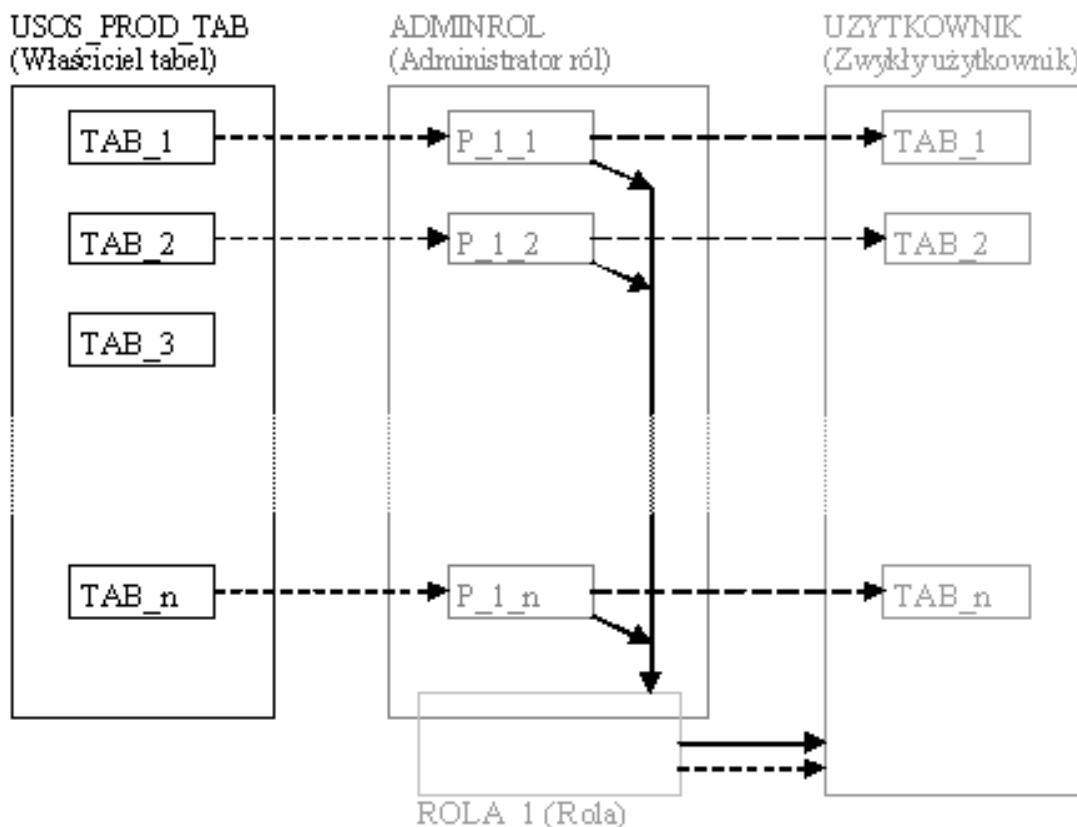 USOS_PROD_TAB
(Właściciel tabel)
ADMINROL
(Administrator ról)
UZYTKOWNIK
(Zwykły użytkownik)
TAB_1
P_1_1
TAB_1
TAB_2
P_1_2
TAB_2
TAB_3
TAB_n
P_1_n
TAB_n
ROLA_1 (Rola)